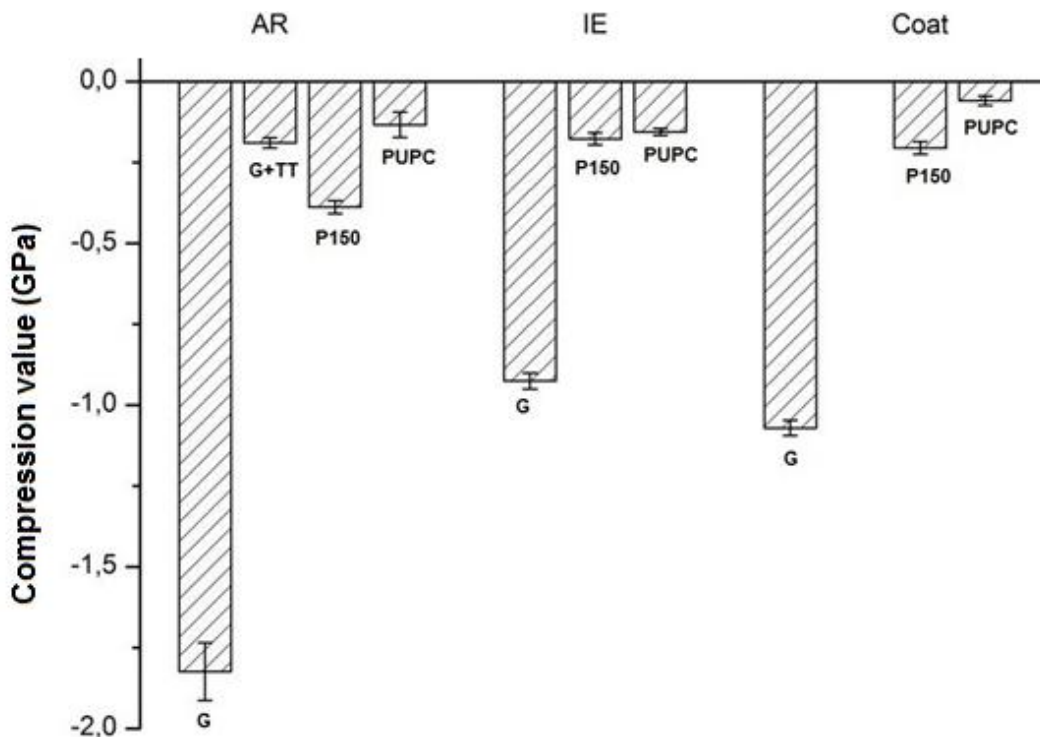 AR IE Coat
0,0
-0,5
-1,0
-1,5
-2,0
Compression value (GPa)
G
G+TT
P150
PUPC
G
P150
PUPC
G
P150
PUPC